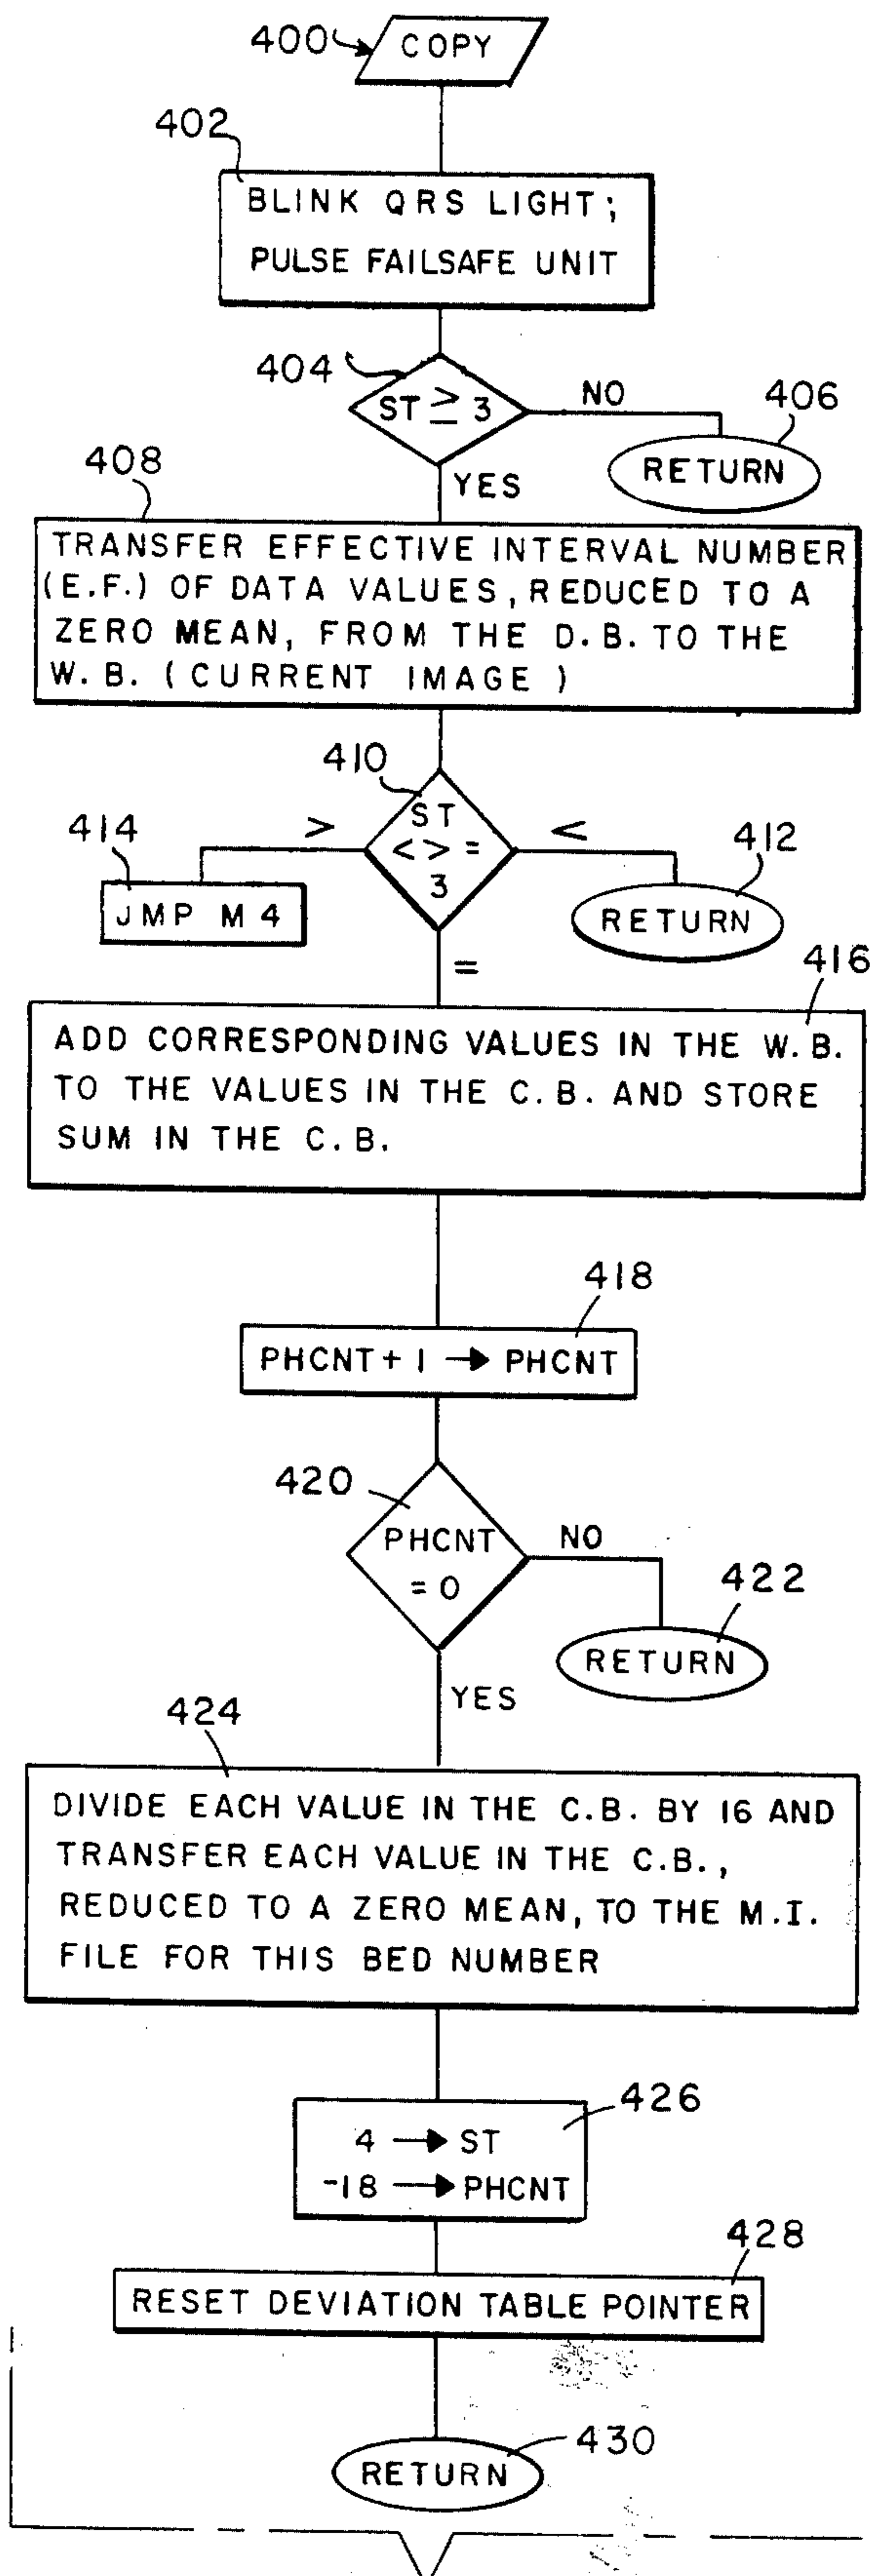 400
COPY
402
BLINK QRS LIGHT;
PULSE FAILSAFE UNIT
404
ST ≥ 3
NO
406
RETURN
YES
408
TRANSFER EFFECTIVE INTERVAL NUMBER
(E.F.) OF DATA VALUES, REDUCED TO A
ZERO MEAN, FROM THE D.B. TO THE
W.B. (CURRENT IMAGE)
410
ST
< > =
3
>
<
414
JMP M4
412
RETURN
=
416
ADD CORRESPONDING VALUES IN THE W.B.
TO THE VALUES IN THE C.B. AND STORE
SUM IN THE C.B.
418
PHCNT + 1 → PHCNT
420
PHCNT
= 0
NO
422
RETURN
YES
424
DIVIDE EACH VALUE IN THE C.B. BY 16 AND
TRANSFER EACH VALUE IN THE C.B.,
REDUCED TO A ZERO MEAN, TO THE M.I.
FILE FOR THIS BED NUMBER
426
4 → ST
-18 → PHCNT
428
RESET DEVIATION TABLE POINTER
430
RETURN